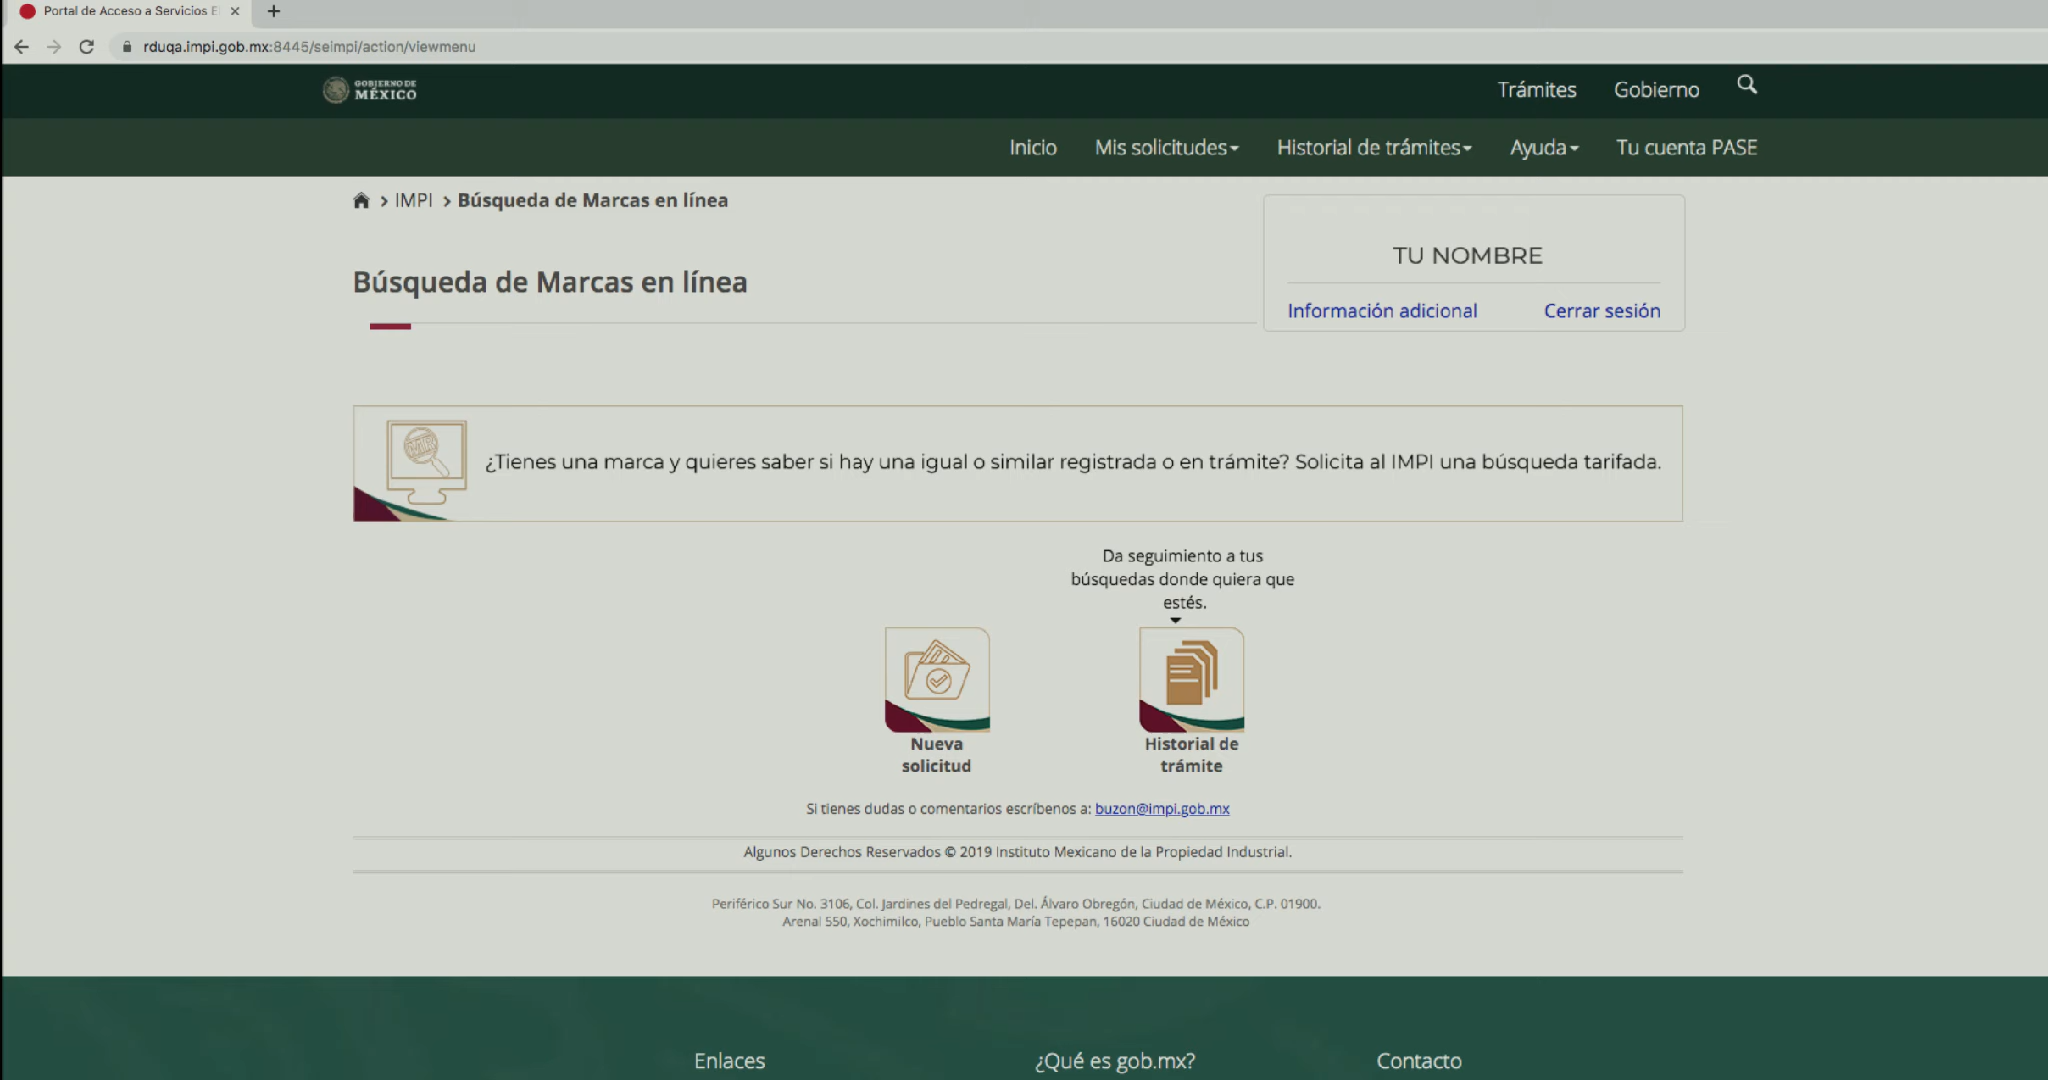 Portal de Acceso a Servicios E
rduqa.impi.gob.mx:8445/seimpi/action/viewmenu
GOBIERNO DE
MÉXICO
Trámites Gobierno
Inicio Mis solicitudes Historial de trámites Ayuda Tu cuenta PASE
> IMPI > Búsqueda de Marcas en línea
TU NOMBRE
Búsqueda de Marcas en línea
Información adicional Cerrar sesión
¿Tienes una marca y quieres saber si hay una igual o similar registrada o en trámite? Solicita al IMPI una búsqueda tarifada.
Da seguimiento a tus
búsquedas donde quiera que
estés.
Nueva
solicitud
Historial de
trámite
Si tienes dudas o comentarios escríbenos a: buzon@impi.gob.mx
Algunos Derechos Reservados © 2019 Instituto Mexicano de la Propiedad Industrial.
Periférico Sur No. 3106, Col. Jardines del Pedregal, Del. Álvaro Obregón, Ciudad de México, C.P. 01900.
Arenal 550, Xochimilco, Pueblo Santa María Tepepan, 16020 Ciudad de México
Enlaces ¿Qué es gob.mx? Contacto